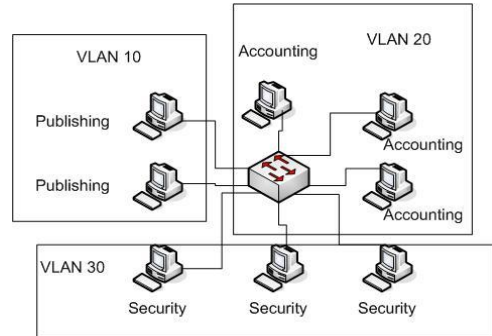 VLAN 10
VLAN 20
Accounting
Publishing
Accounting
Publishing
Accounting
VLAN 30
Security
Security
Security